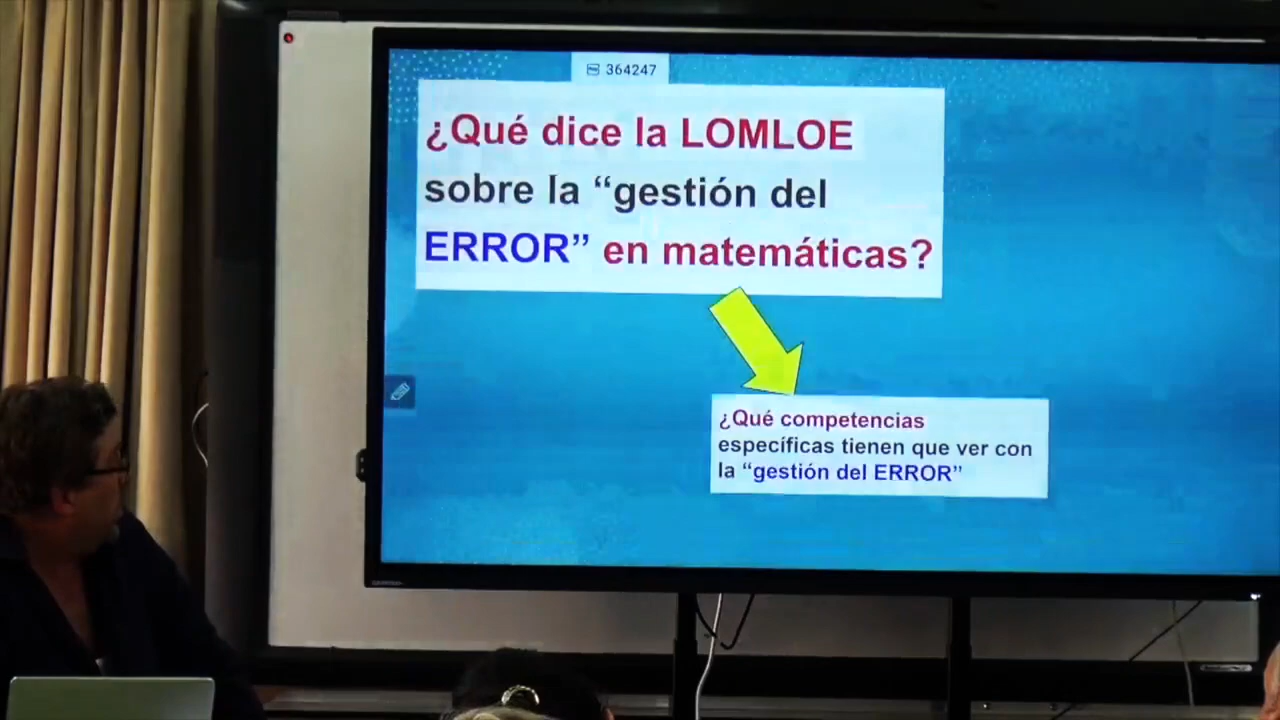 364247
¿Qué dice la LOMLOE
sobre la “gestión del
ERROR” en matemáticas?
¿Qué competencias
específicas tienen que ver con
la “gestión del ERROR”